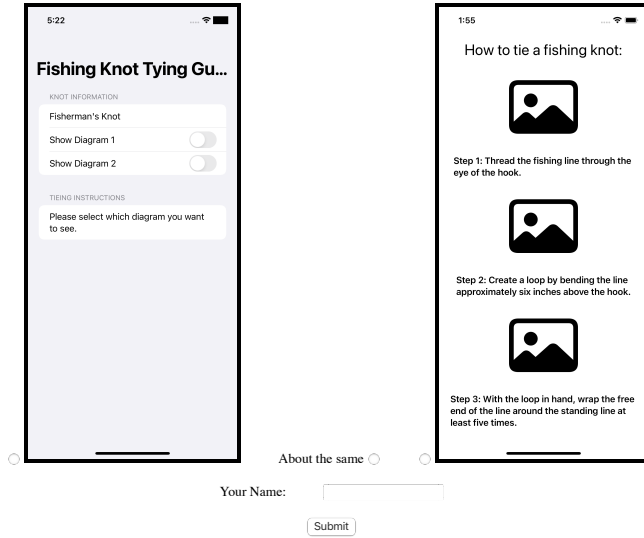 5:22
Fishing Knot Tying Gu...
KNOT INFORMATION
Fisherman's Knot
Show Diagram 1
Show Diagram 2
TIEING INSTRUCTIONS
Please select which diagram you want
to see.
1:55
How to tie a fishing knot:
Step 1: Thread the fishing line through the
eye of the hook.
Step 2: Create a loop by bending the line
approximately six inches above the hook.
Step 3: With the loop in hand, wrap the free
end of the line around the standing line at
least five times.
About the same
Your Name:
Submit